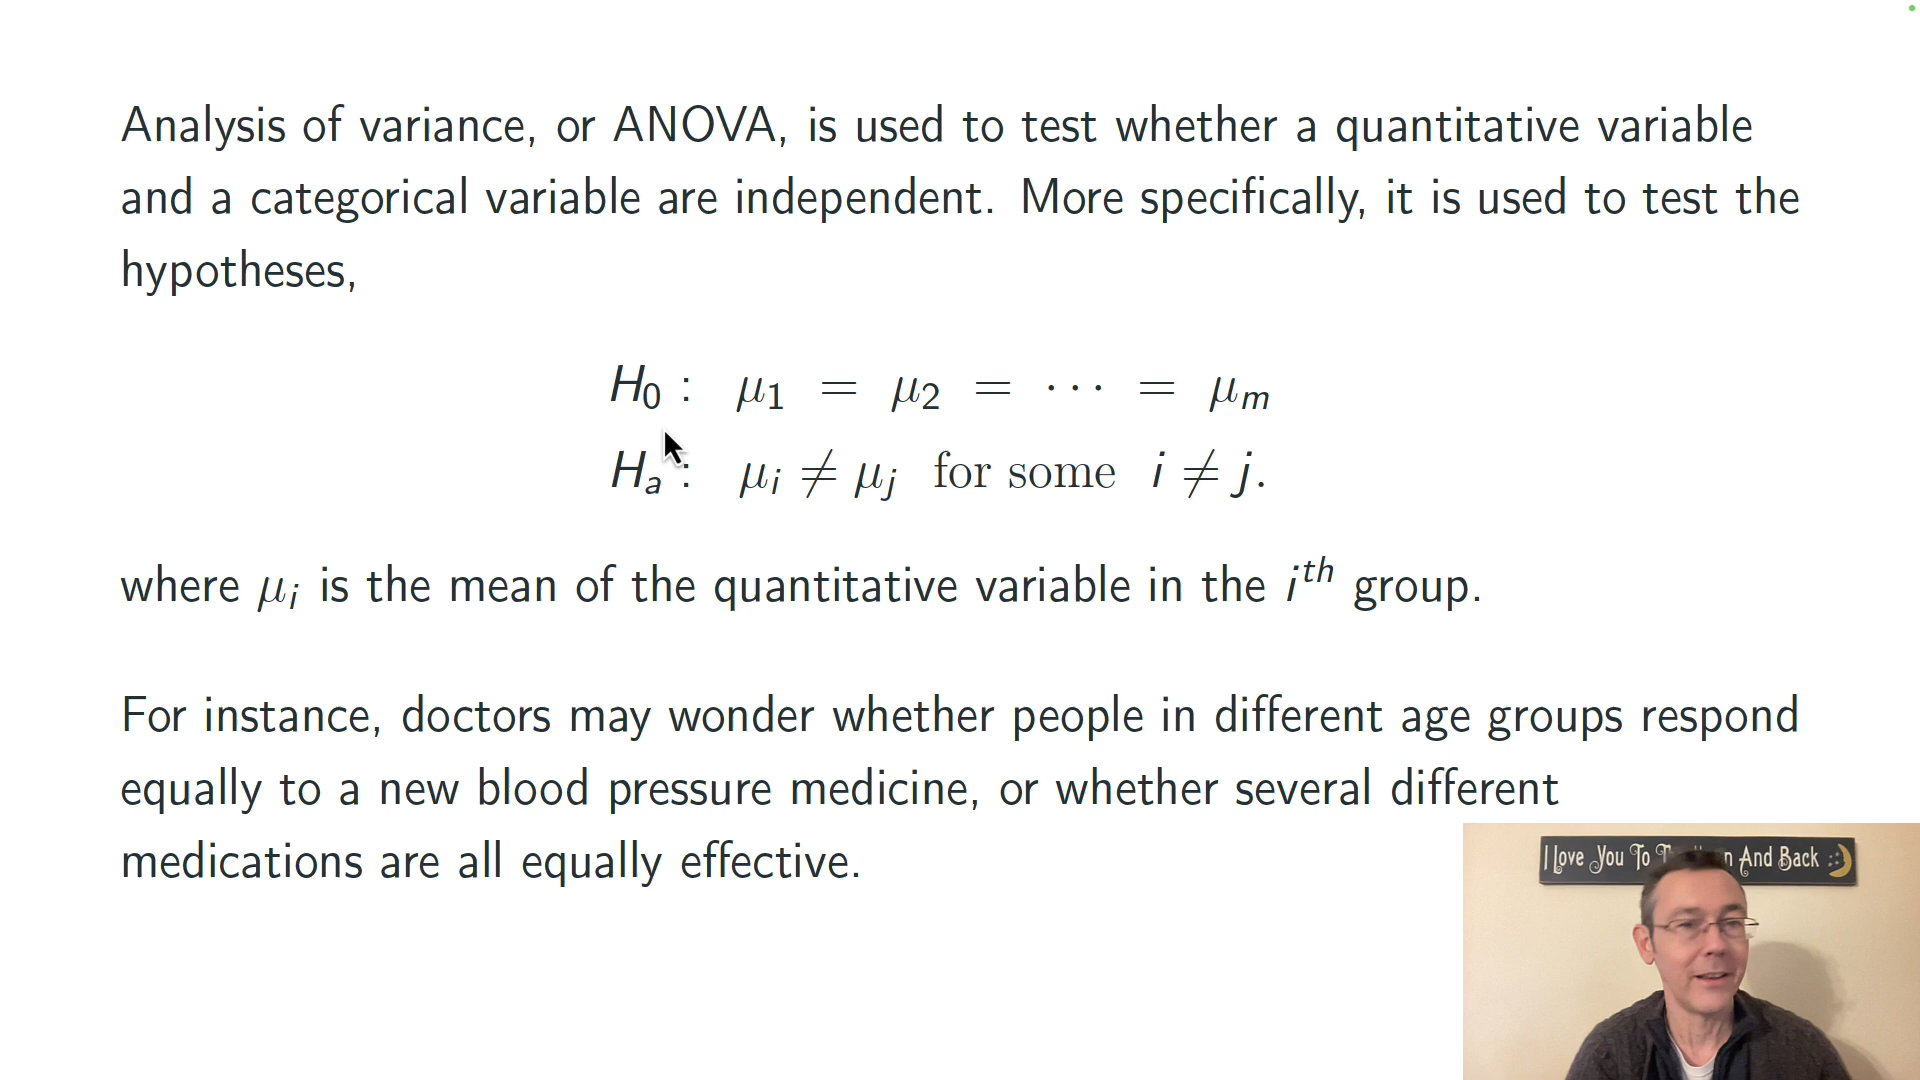 Analysis of variance, or ANOVA, is used to test whether a quantitative variable
and a categorical variable are independent. More specifically, it is used to test the
hypotheses,
H₀ : μ₁ = μ₂ = ⋯ = μₘ
Hₐ : μᵢ ≠ μⱼ for some i ≠ j.
where μᵢ is the mean of the quantitative variable in the iᵗʰ group.
For instance, doctors may wonder whether people in different age groups respond
equally to a new blood pressure medicine, or whether several different
medications are all equally effective.
I Love You To And Back